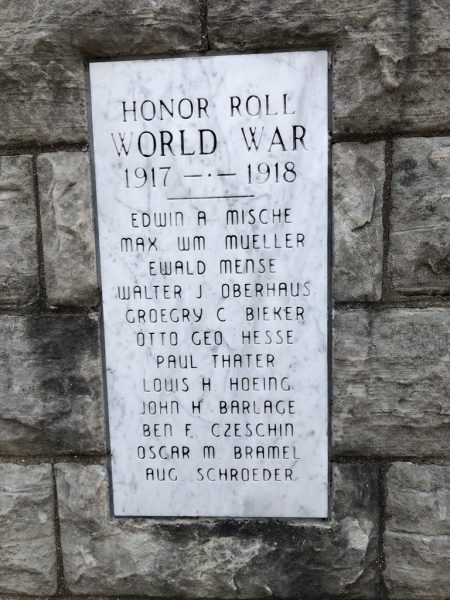 HONOR ROLL
WORLD WAR
1917 —·— 1918
EDWIN A. MISCHE
MAX. WM. MUELLER
EWALD MENSE
WALTER J. OBERHAUS
GROEGRY C. BIEKER
OTTO GEO. HESSE
PAUL THATER
LOUIS H. HOEING
JOHN H. BARLAGE
BEN F. CZESCHIN
OSCAR M. BRAMEL
AUG. SCHROEDER